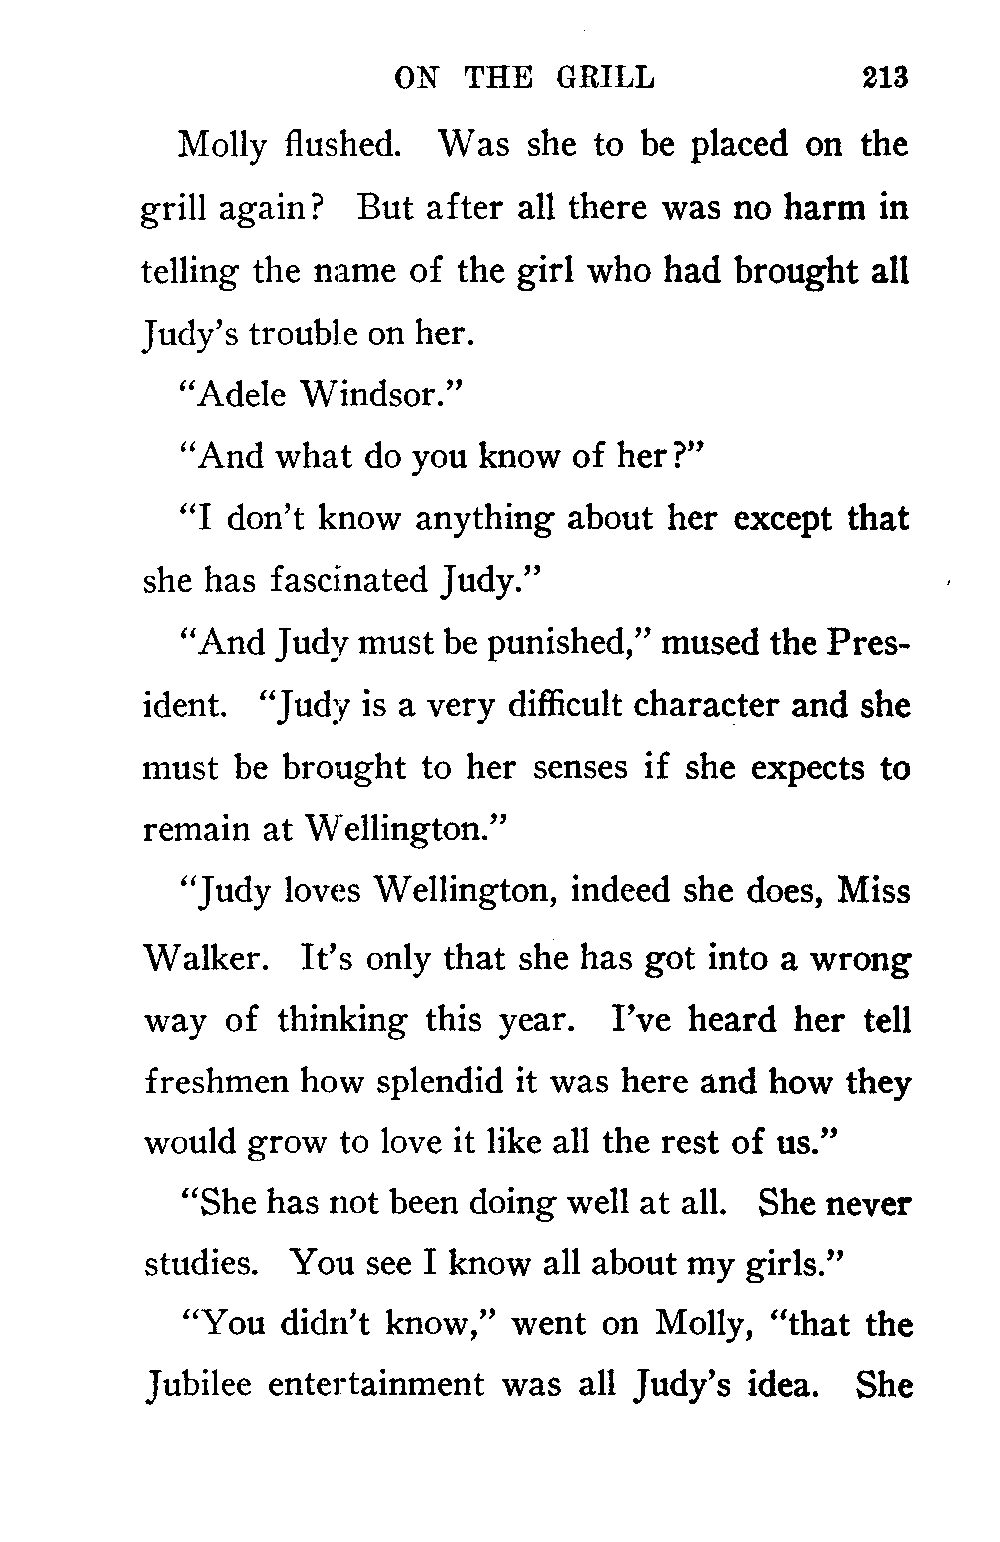 ON THE GRILL 213
Molly flushed. Was she to be placed on the
grill again? But after all there was no harm in
telling the name of the girl who had brought all
Judy's trouble on her.
“Adele Windsor.”
“And what do you know of her?”
“I don't know anything about her except that
she has fascinated Judy.”
“And Judy must be punished,” mused the Pres-
ident. “Judy is a very difficult character and she
must be brought to her senses if she expects to
remain at Wellington.”
“Judy loves Wellington, indeed she does, Miss
Walker. It's only that she has got into a wrong
way of thinking this year. I've heard her tell
freshmen how splendid it was here and how they
would grow to love it like all the rest of us.”
“She has not been doing well at all. She never
studies. You see I know all about my girls.”
“You didn't know,” went on Molly, “that the
Jubilee entertainment was all Judy's idea. She